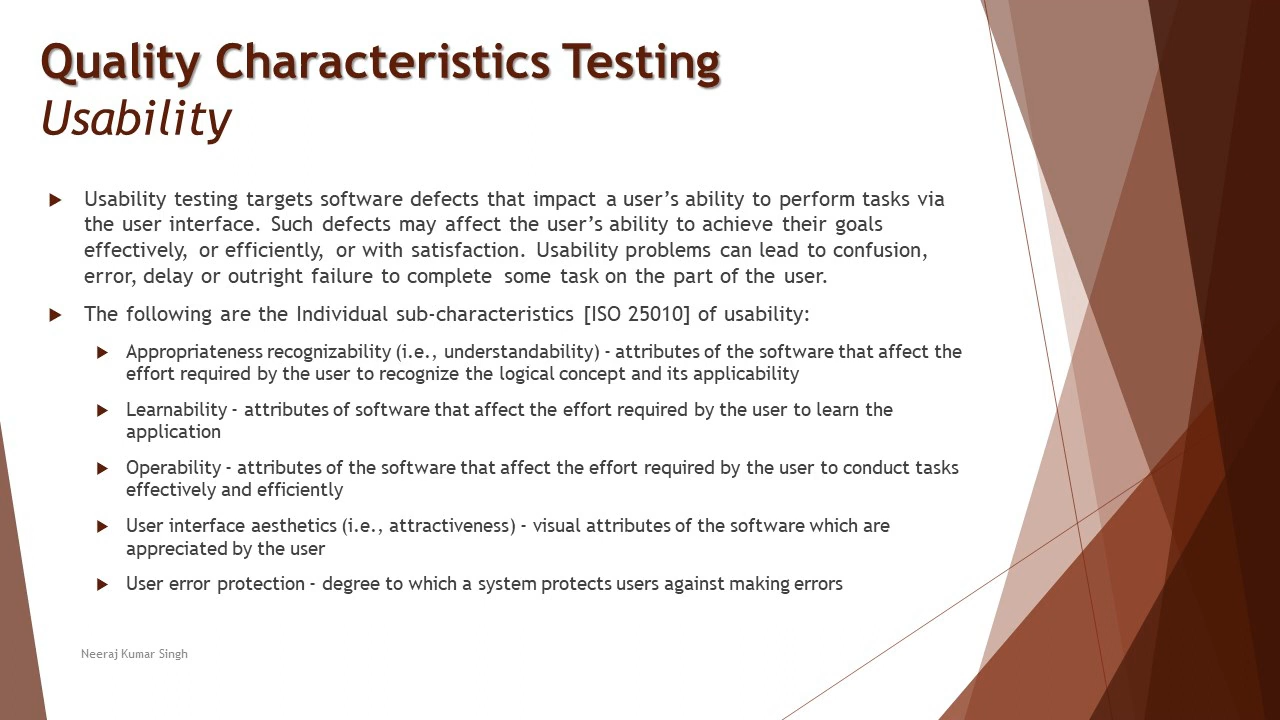 Quality Characteristics Testing
Usability
Usability testing targets software defects that impact a user’s ability to perform tasks via
the user interface. Such defects may affect the user’s ability to achieve their goals
effectively, or efficiently, or with satisfaction. Usability problems can lead to confusion,
error, delay or outright failure to complete some task on the part of the user.
The following are the Individual sub-characteristics [ISO 25010] of usability:
Appropriateness recognizability (i.e., understandability) - attributes of the software that affect the
effort required by the user to recognize the logical concept and its applicability
Learnability - attributes of software that affect the effort required by the user to learn the
application
Operability - attributes of the software that affect the effort required by the user to conduct tasks
effectively and efficiently
User interface aesthetics (i.e., attractiveness) - visual attributes of the software which are
appreciated by the user
User error protection - degree to which a system protects users against making errors
Neeraj Kumar Singh